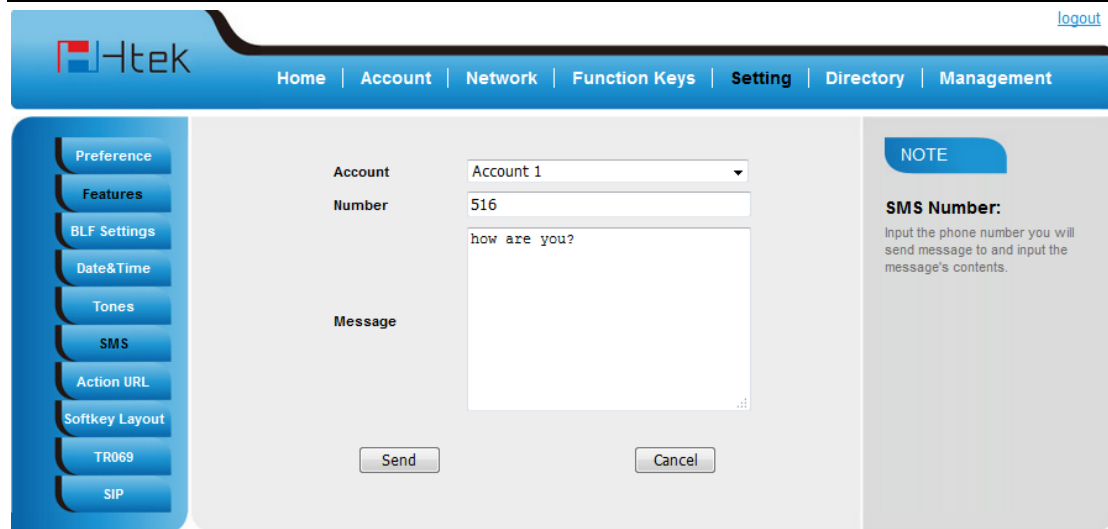 logout
Htek
Home | Account | Network | Function Keys | Setting | Directory | Management
Preference
Features
BLF Settings
Date&Time
Tones
SMS
Action URL
Softkey Layout
TR069
SIP
Account
Account 1
Number
516
Message
how are you?
Send
Cancel
NOTE
SMS Number:
Input the phone number you will
send message to and input the
message's contents.